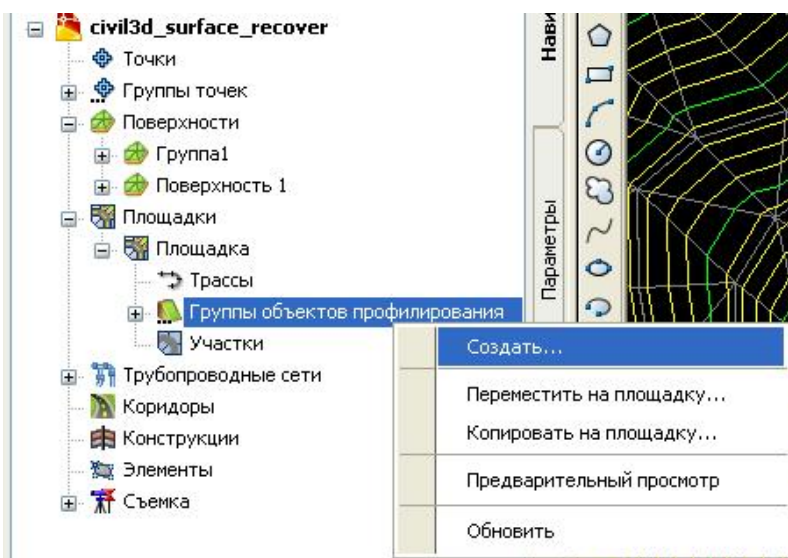 civil3d_surface_recover
Точки
Группы точек
Поверхности
Группа1
Поверхность 1
Площадки
Площадка
Трассы
Группы объектов профилирования
Участки
Трубопроводные сети
Коридоры
Конструкции
Элементы
Съемка
Нави
Параметры
Создать...
Переместить на площадку...
Копировать на площадку...
Предварительный просмотр
Обновить